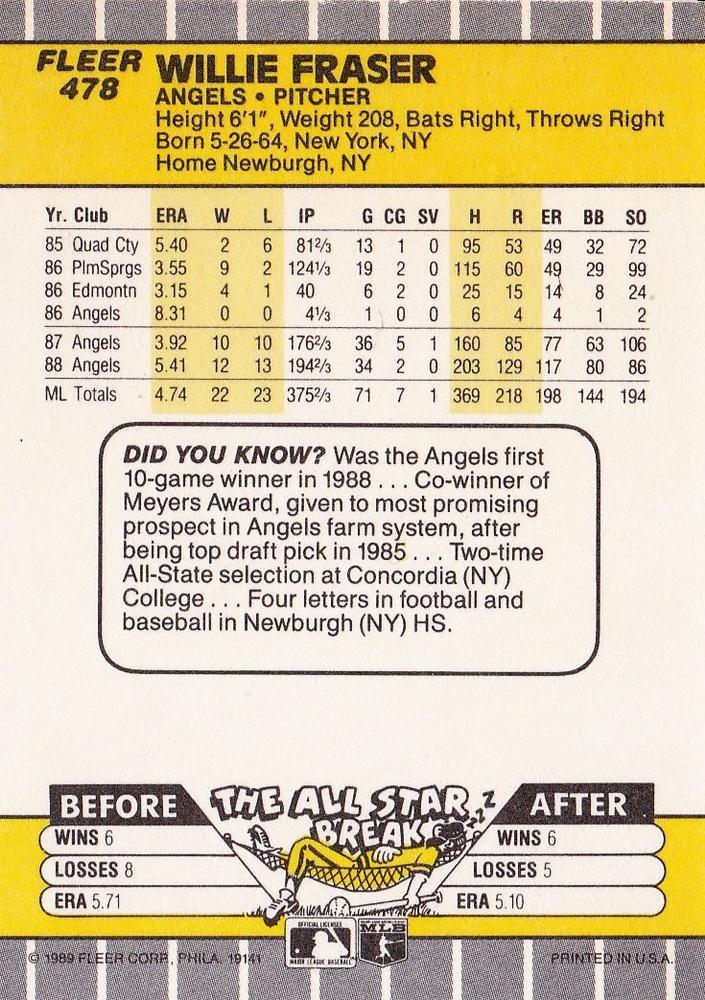 FLEER
478
WILLIE FRASER
ANGELS • PITCHER
Height 6'1", Weight 208, Bats Right, Throws Right
Born 5-26-64, New York, NY
Home Newburgh, NY
Yr. Club ERA W L IP G CG SV H R ER BB SO
85 Quad Cty 5.40 2 6 81⅔ 13 1 0 95 53 49 32 72
86 PlmSprgs 3.55 9 2 124⅓ 19 2 0 115 60 49 29 99
86 Edmontn 3.15 4 1 40 6 2 0 25 15 14 8 24
86 Angels 8.31 0 0 4⅓ 1 0 0 6 4 4 1 2
87 Angels 3.92 10 10 176⅔ 36 5 1 160 85 77 63 106
88 Angels 5.41 12 13 194⅔ 34 2 0 203 129 117 80 86
ML Totals 4.74 22 23 375⅔ 71 7 1 369 218 198 144 194
DID YOU KNOW? Was the Angels first
10-game winner in 1988 . . . Co-winner of
Meyers Award, given to most promising
prospect in Angels farm system, after
being top draft pick in 1985 . . . Two-time
All-State selection at Concordia (NY)
College . . . Four letters in football and
baseball in Newburgh (NY) HS.
BEFORE THE ALL STAR BREAK ZZZZ AFTER
WINS 6 WINS 6
LOSSES 8 LOSSES 5
ERA 5.71 ERA 5.10
OFFICIAL LICENSEE
MAJOR LEAGUE BASEBALL
MLB
© 1989 FLEER CORP., PHILA. 19141 PRINTED IN U.S.A.